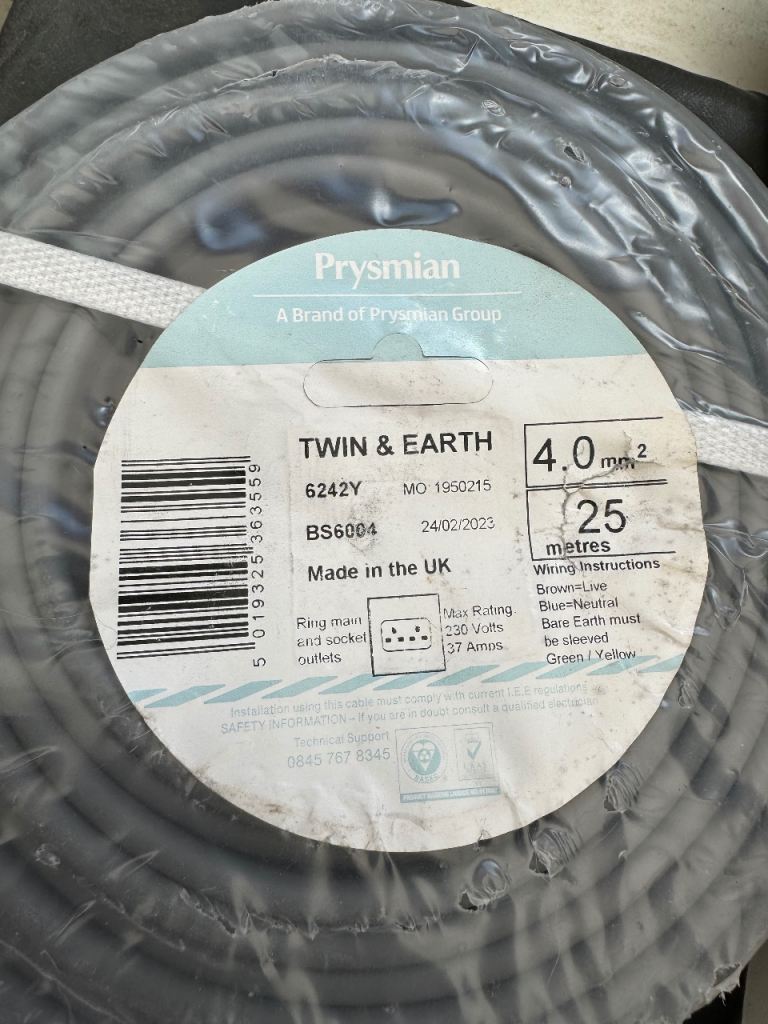 Prysmian
A Brand of Prysmian Group
TWIN & EARTH
6242Y MO 1950215
BS6004 24/02/2023
Made in the UK
4.0 mm²
25
metres
Wiring Instructions
Brown=Live
Blue=Neutral
Bare Earth must
be sleeved
Green / Yellow
Ring main
and socket
outlets
Max Rating.
230 Volts
37 Amps
5 019325 363559
Installation using this cable must comply with current I.E.E regulations
SAFETY INFORMATION - If you are in doubt consult a qualified electrician
Technical Support
0845 767 8345
BASEC